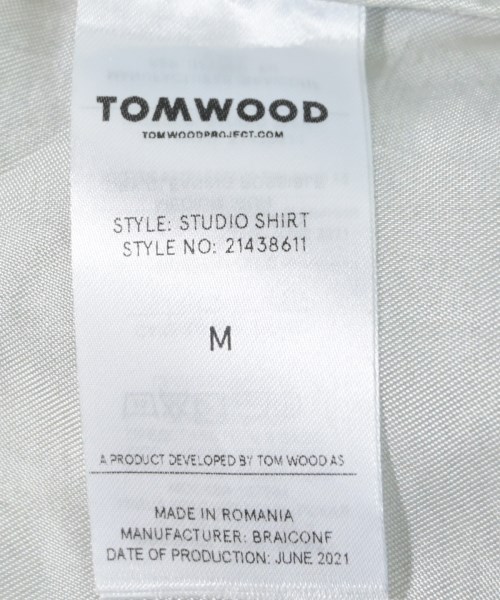 TOMWOOD
TOMWOODPROJECT.COM
STYLE: STUDIO SHIRT
STYLE NO: 21438611
M
A PRODUCT DEVELOPED BY TOM WOOD AS
MADE IN ROMANIA
MANUFACTURER: BRAICONF
DATE OF PRODUCTION: JUNE 2021